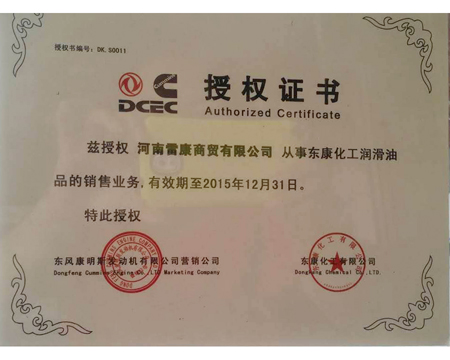 授权书编号:DK.S0011
DCEC
授权证书
Authorized Certificate
兹授权 河南雷康商贸有限公司 从事东康化工润滑油
品的销售业务,有效期至2015年12月31日。
特此授权
东风康明斯发动机有限公司营销公司
Dongfeng Cummins Engine Co.,LTD Marketing Company
东康化工有限公司
Dongkang Chemical Co.,LTD.